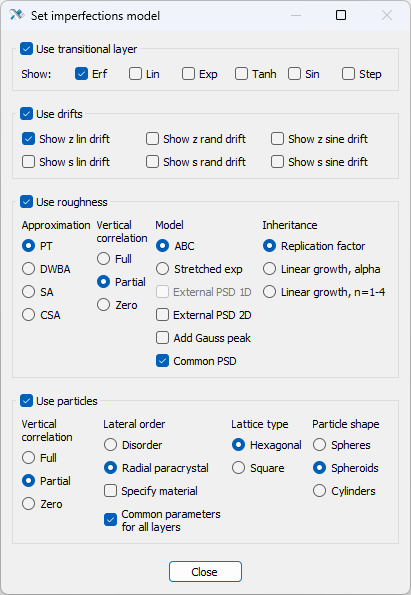 Set imperfections model
Use transitional layer
Show: Erf Lin Exp Tanh Sin Step
Use drifts
Show z lin drift Show z rand drift Show z sine drift
Show s lin drift Show s rand drift Show s sine drift
Use roughness
Approximation
PT
DWBA
SA
CSA
Vertical
correlation
Full
Partial
Zero
Model
ABC
Stretched exp
External PSD 1D
External PSD 2D
Add Gauss peak
Common PSD
Inheritance
Replication factor
Linear growth, alpha
Linear growth, n=1-4
Use particles
Vertical
correlation
Full
Partial
Zero
Lateral order
Disorder
Radial paracrystal
Specify material
Common parameters
for all layers
Lattice type
Hexagonal
Square
Particle shape
Spheres
Spheroids
Cylinders
Close